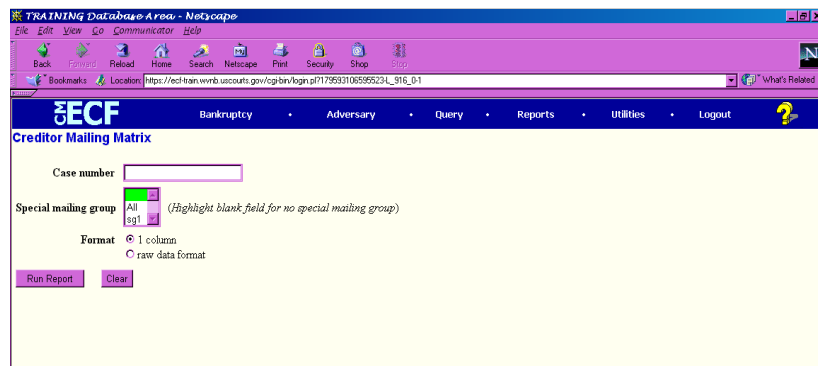 TRAINING Database Area - Netscape
File Edit View Go Communicator Help
Back Forward Reload Home Search Netscape Print Security Shop Stop
Bookmarks Location: https://ecf-train.wvnb.uscourts.gov/cgi-bin/login.pl?179593106595523-L_916_0-1 What's Related
CM ECF Bankruptcy • Adversary • Query • Reports • Utilities • Logout ?
Creditor Mailing Matrix
Case number
Special mailing group All sg1 (Highlight blank field for no special mailing group)
Format 1 column
raw data format
Run Report Clear